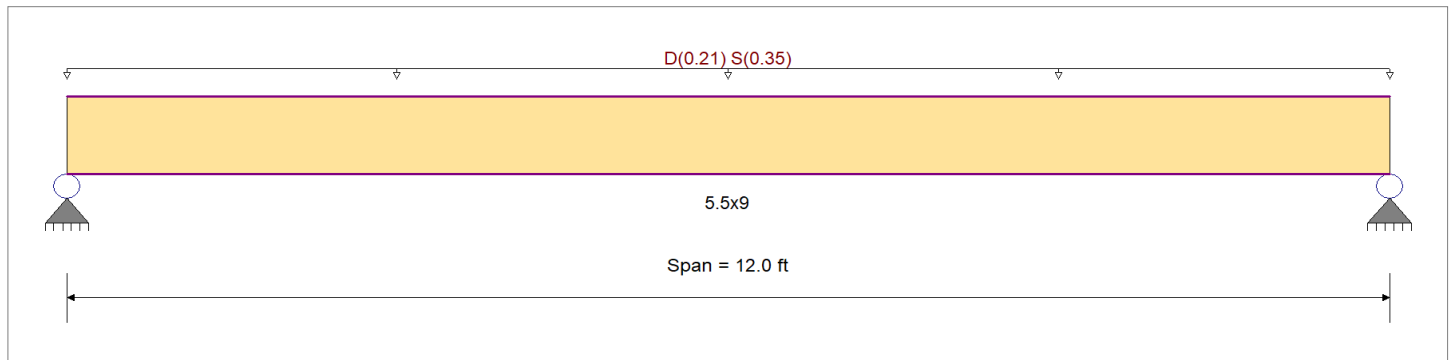 D(0.21) S(0.35)
5.5x9
Span = 12.0 ft